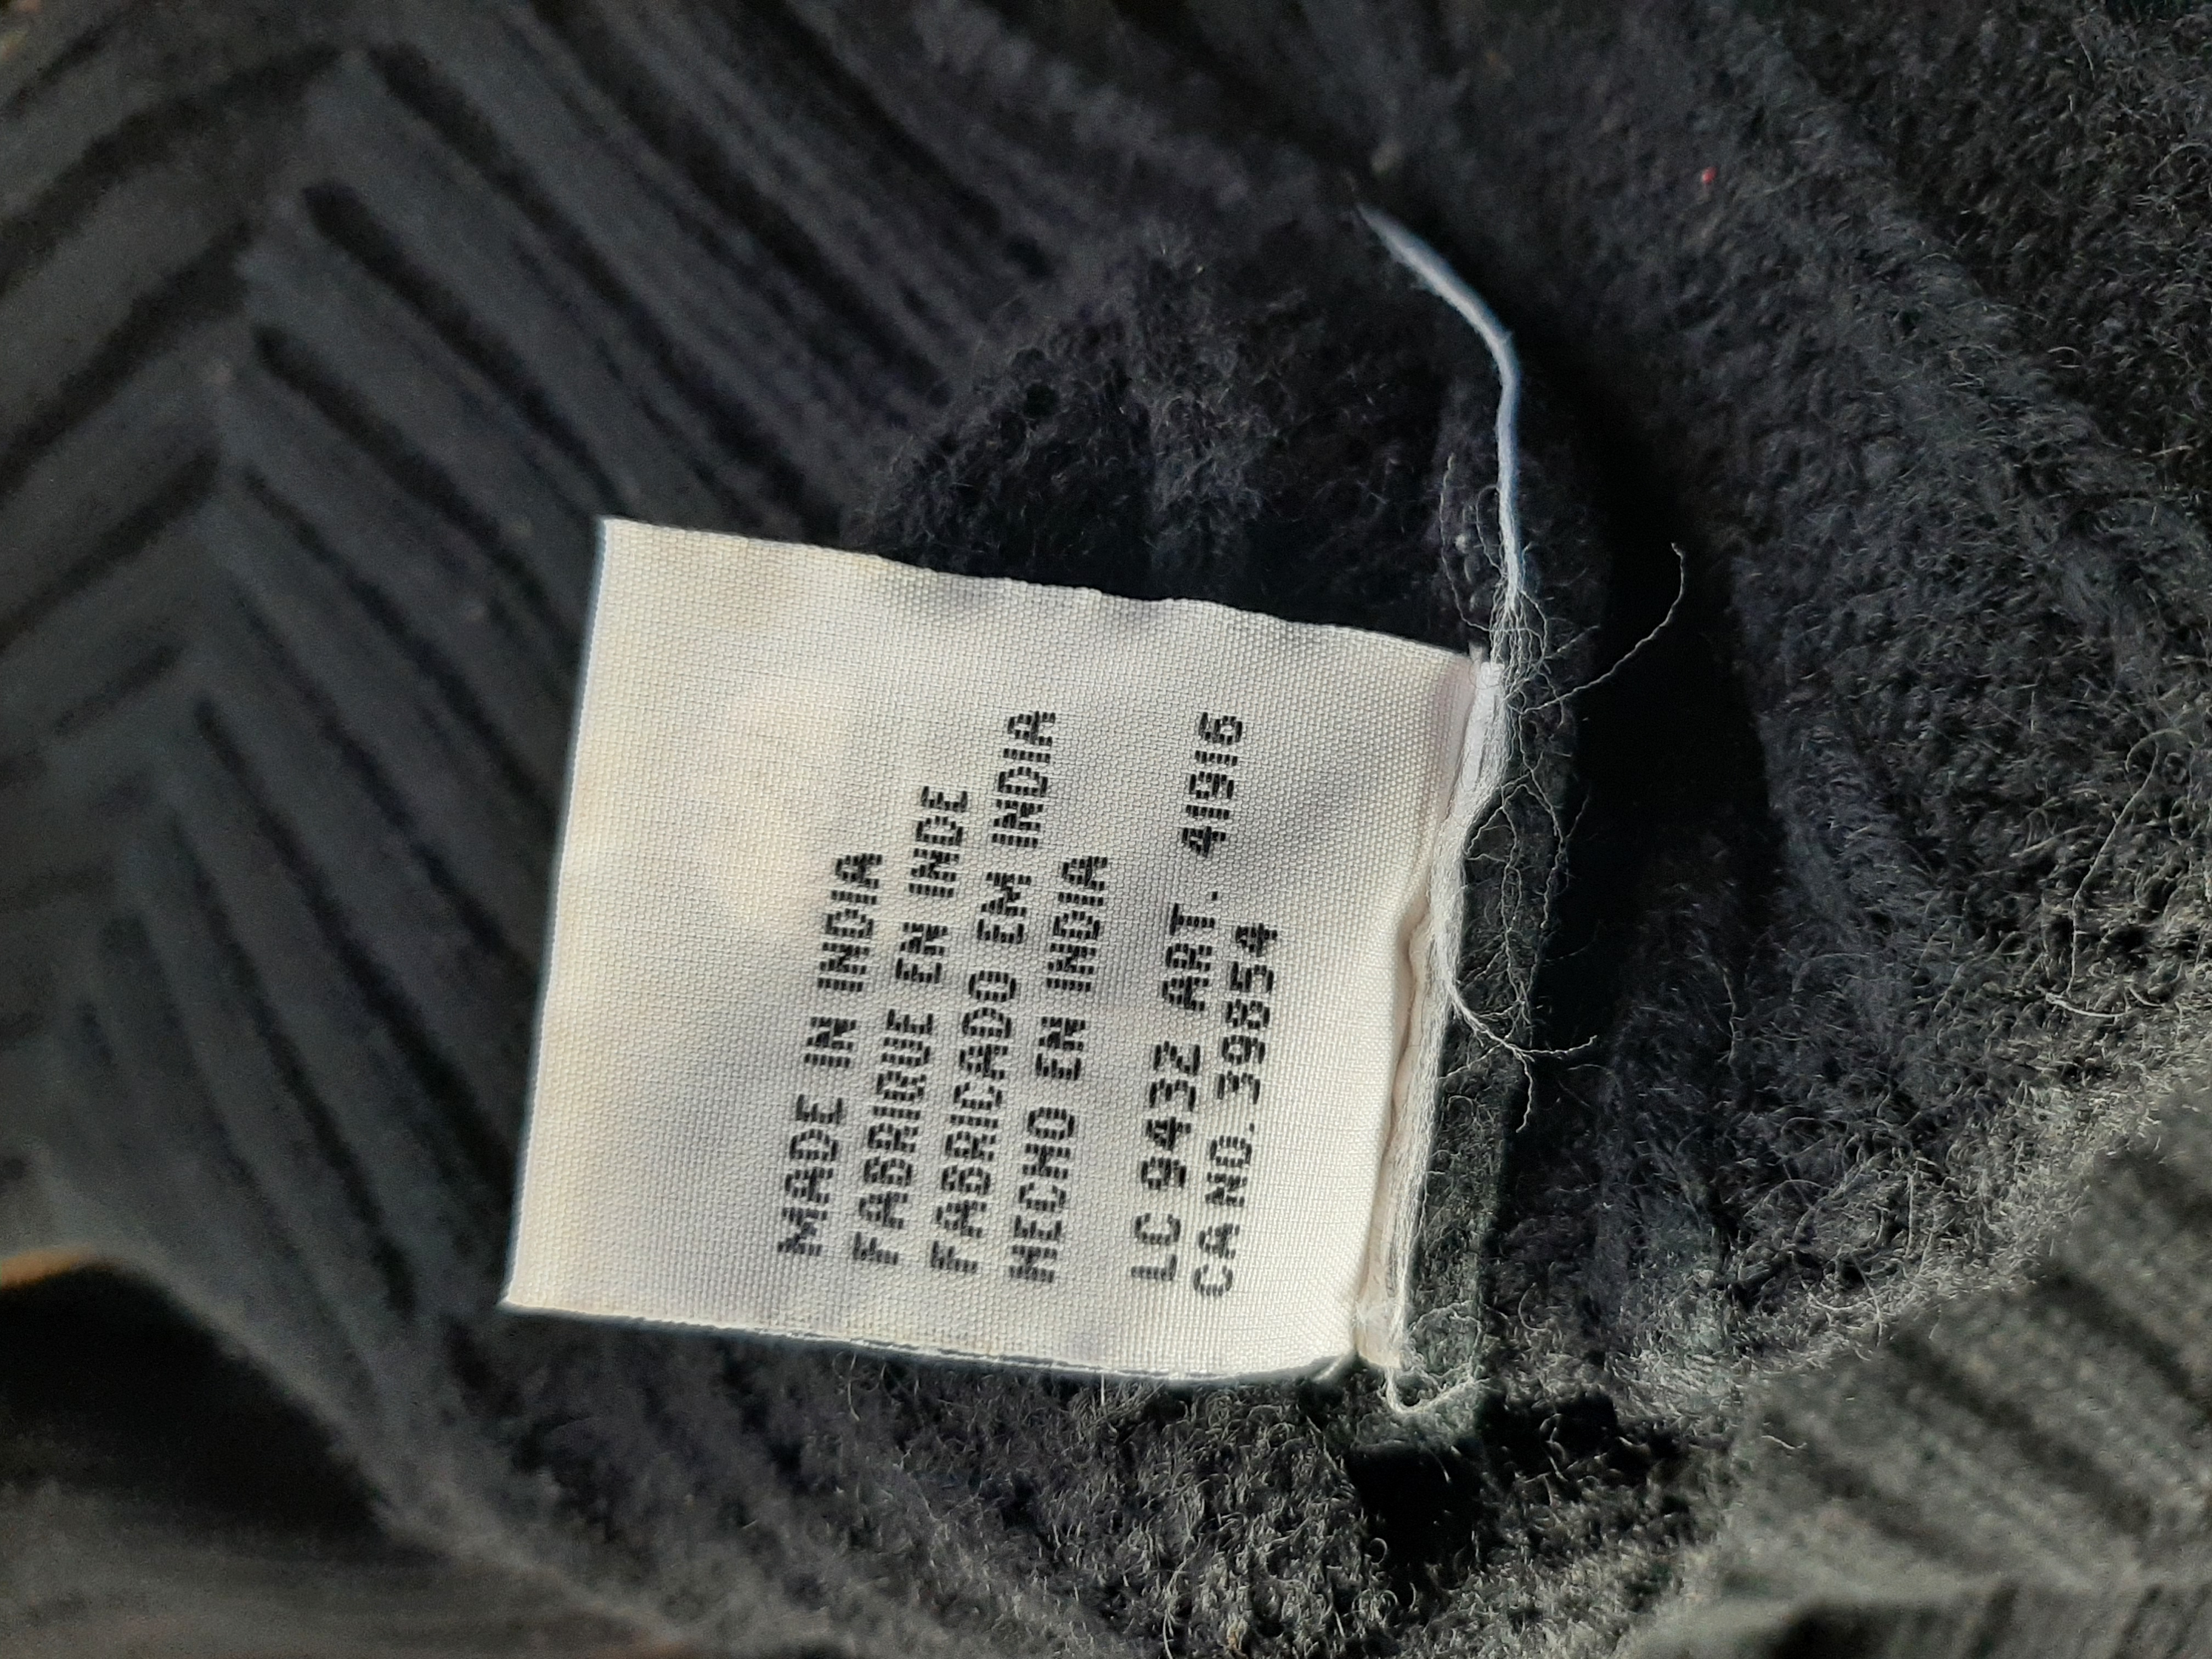 MADE IN INDIA
FABRIQUE EN INDE
FABRICADO EM INDIA
HECHO EN INDIA
LC 9432 ART. 41916
CA NO. 39854